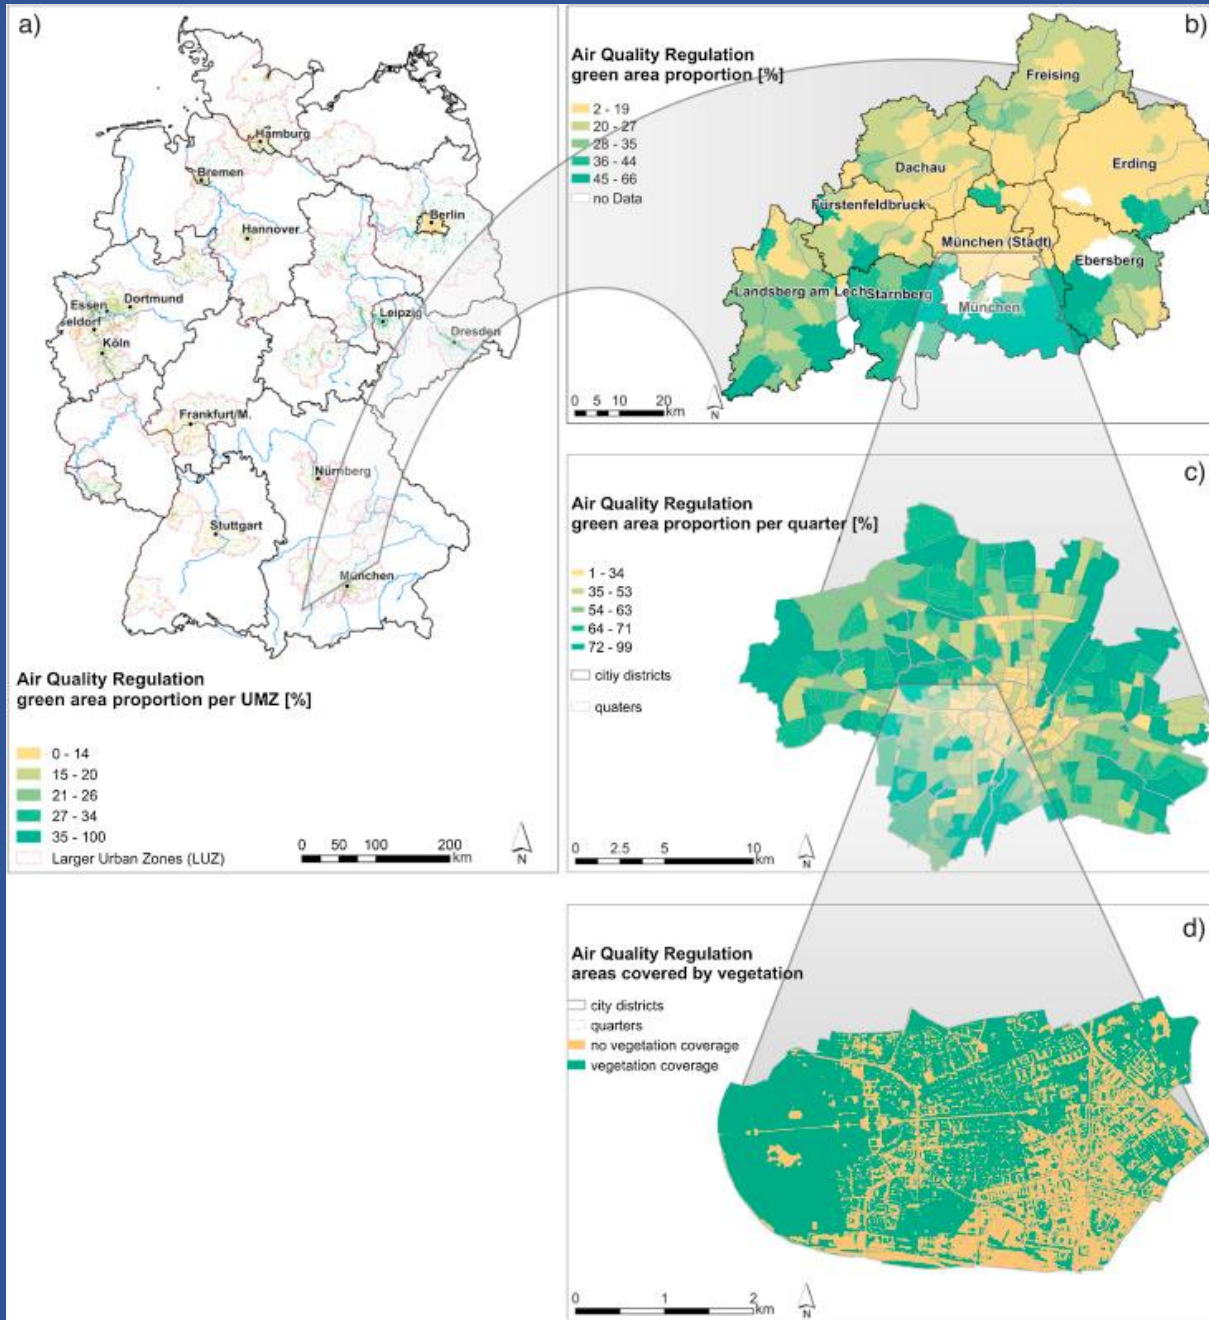 a)
Hamburg
Bremen
Berlin
Hannover
Essen
Dortmund
seldorf
Köln
Leipzig
Dresden
Frankfurt/M.
Nürnberg
Stuttgart
München
Air Quality Regulation
green area proportion per UMZ [%]
0 - 14
15 - 20
21 - 26
27 - 34
35 - 100
Larger Urban Zones (LUZ)
0 50 100 200
km
N
b)
Air Quality Regulation
green area proportion [%]
2 - 19
20 - 27
28 - 35
36 - 44
45 - 66
no Data
Freising
Erding
Dachau
Fürstenfeldbruck
München (Stadt)
Ebersberg
Landsberg am Lech
Starnberg
München
0 5 10 20
km
N
c)
Air Quality Regulation
green area proportion per quarter [%]
1 - 34
35 - 53
54 - 63
64 - 71
72 - 99
citiy districts
quaters
0 2.5 5 10
km
N
d)
Air Quality Regulation
areas covered by vegetation
city districts
quarters
no vegetation coverage
vegetation coverage
0 1 2
km
N